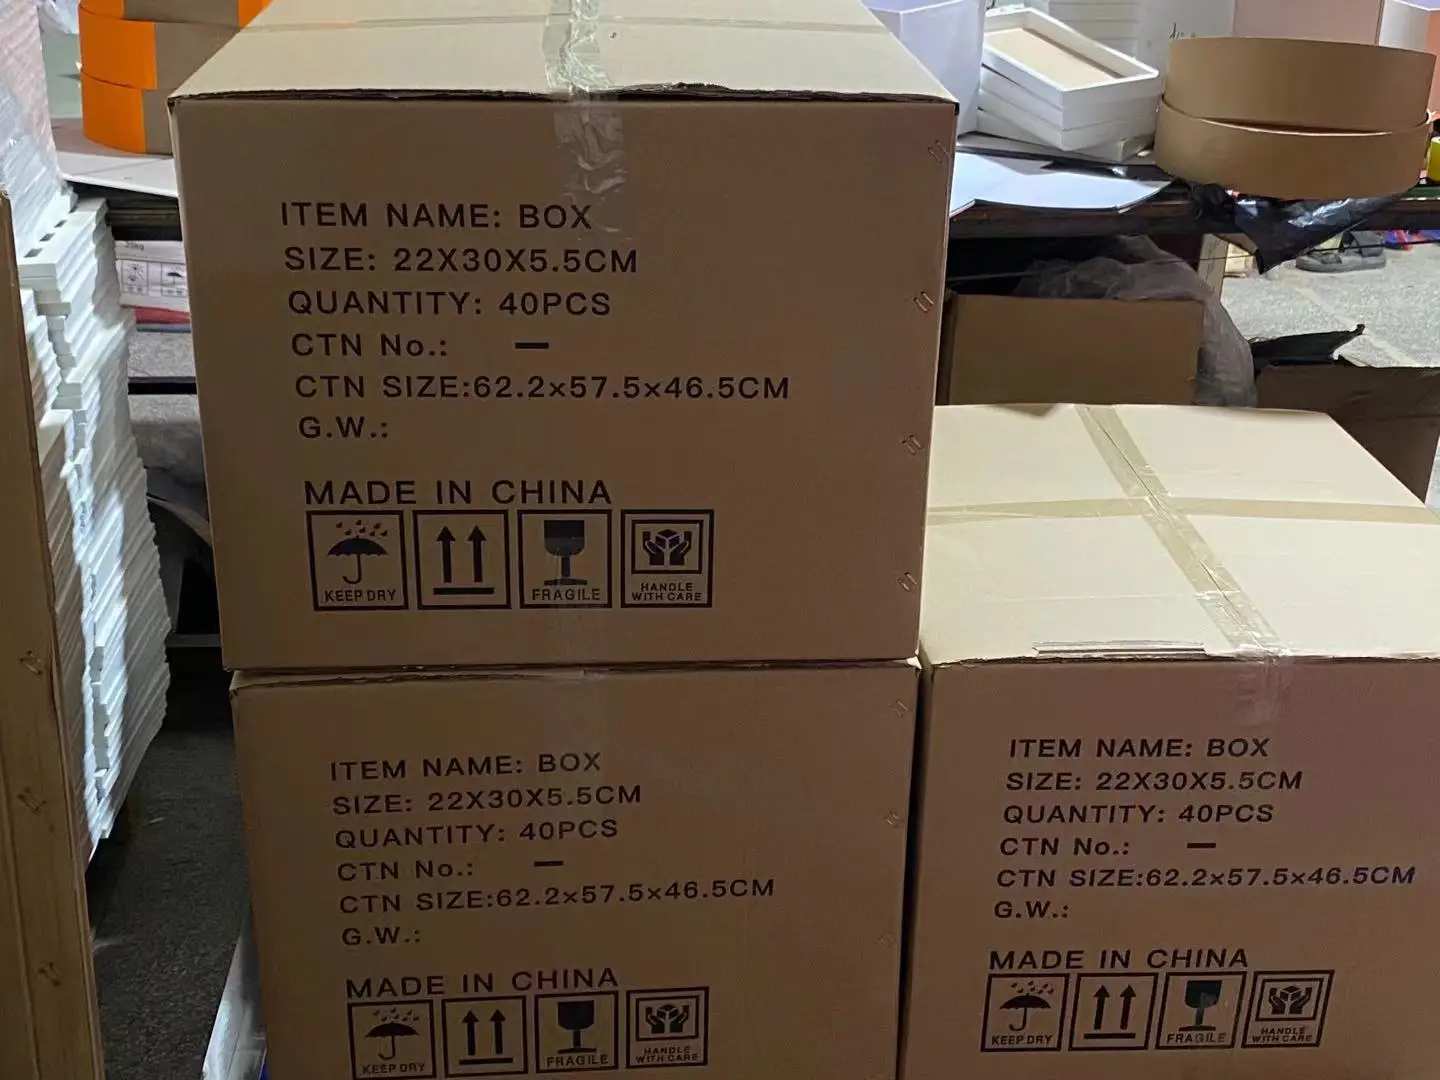 ITEM NAME: BOX
SIZE: 22X30X5.5CM
QUANTITY: 40PCS
CTN No.: —
CTN SIZE:62.2×57.5×46.5CM
G.W.:
MADE IN CHINA
KEEP DRY
FRAGILE
HANDLE
WITH CARE
ITEM NAME: BOX
SIZE: 22X30X5.5CM
QUANTITY: 40PCS
CTN No.: —
CTN SIZE:62.2×57.5×46.5CM
G.W.:
MADE IN CHINA
KEEP DRY
FRAGILE
HANDLE
WITH CARE
ITEM NAME: BOX
SIZE: 22X30X5.5CM
QUANTITY: 40PCS
CTN No.: —
CTN SIZE:62.2×57.5×46.5CM
G.W.:
MADE IN CHINA
KEEP DRY
FRAGILE
HANDLE
WITH CARE